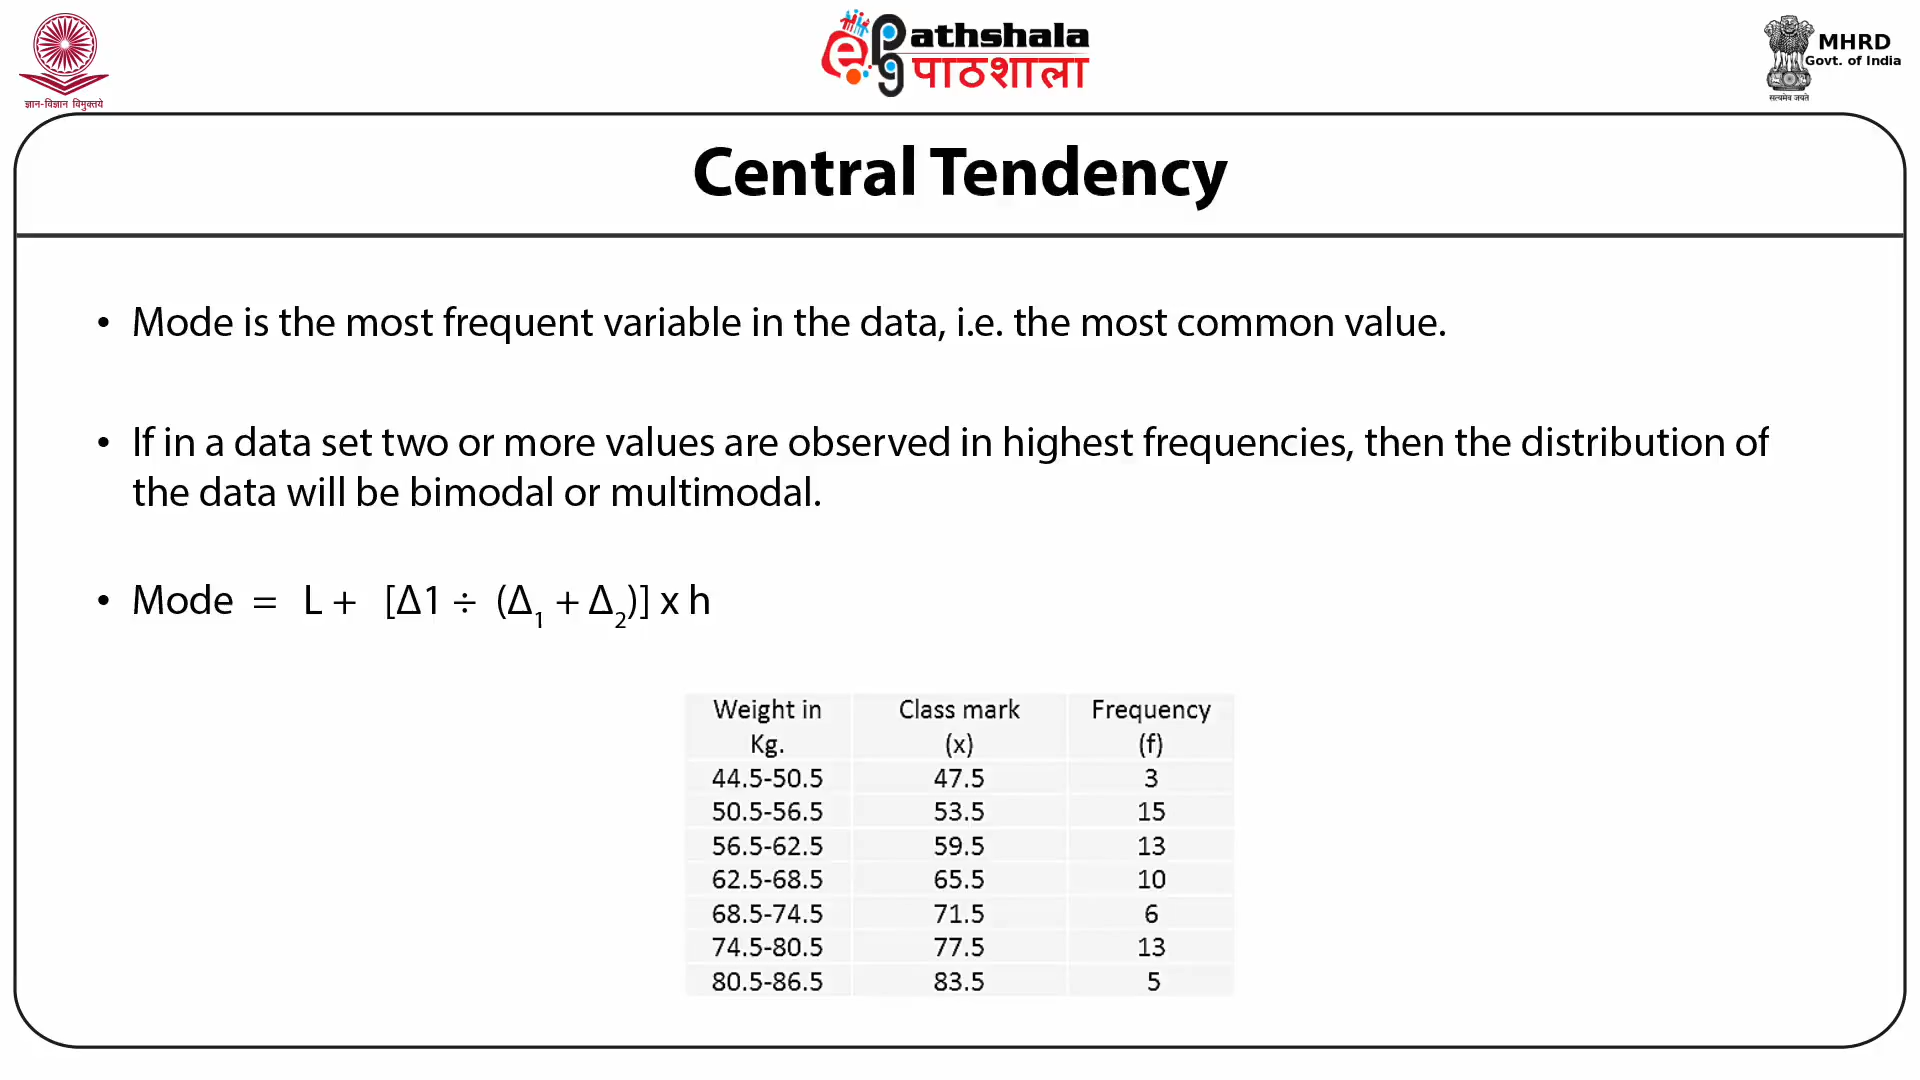 ज्ञान-विज्ञान विमुक्तये
ePG Pathshala
पाठशाला
MHRD
Govt. of India
सत्यमेव जयते
Central Tendency
• Mode is the most frequent variable in the data, i.e. the most common value.
• If in a data set two or more values are observed in highest frequencies, then the distribution of
the data will be bimodal or multimodal.
• Mode = L + [Δ1 ÷ (Δ₁ + Δ₂)] x h
Weight in Kg. Class mark (x) Frequency (f)
44.5-50.5 47.5 3
50.5-56.5 53.5 15
56.5-62.5 59.5 13
62.5-68.5 65.5 10
68.5-74.5 71.5 6
74.5-80.5 77.5 13
80.5-86.5 83.5 5